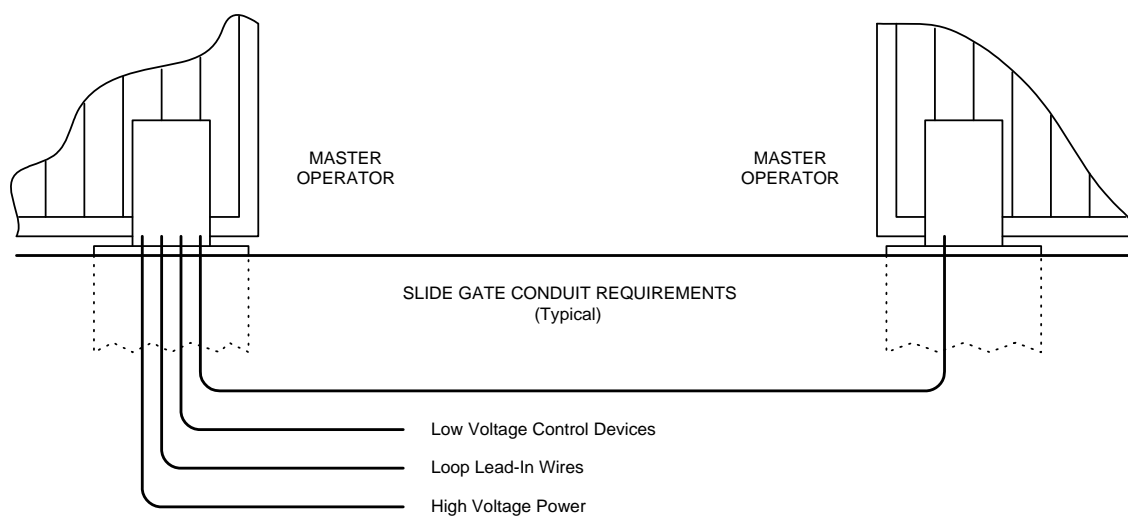 MASTER
OPERATOR
MASTER
OPERATOR
SLIDE GATE CONDUIT REQUIREMENTS
(Typical)
Low Voltage Control Devices
Loop Lead-In Wires
High Voltage Power